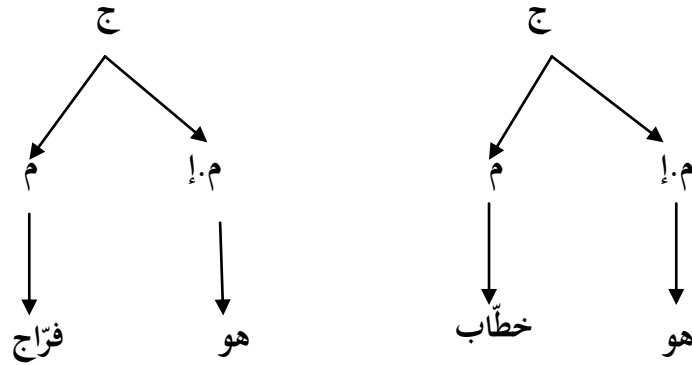 ج ج
م.إ م م.إ م
هو خطّاب هو فرّاج